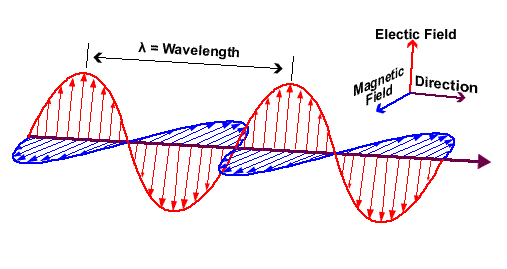 Electic Field
λ = Wavelength
Magnetic
Field
Direction